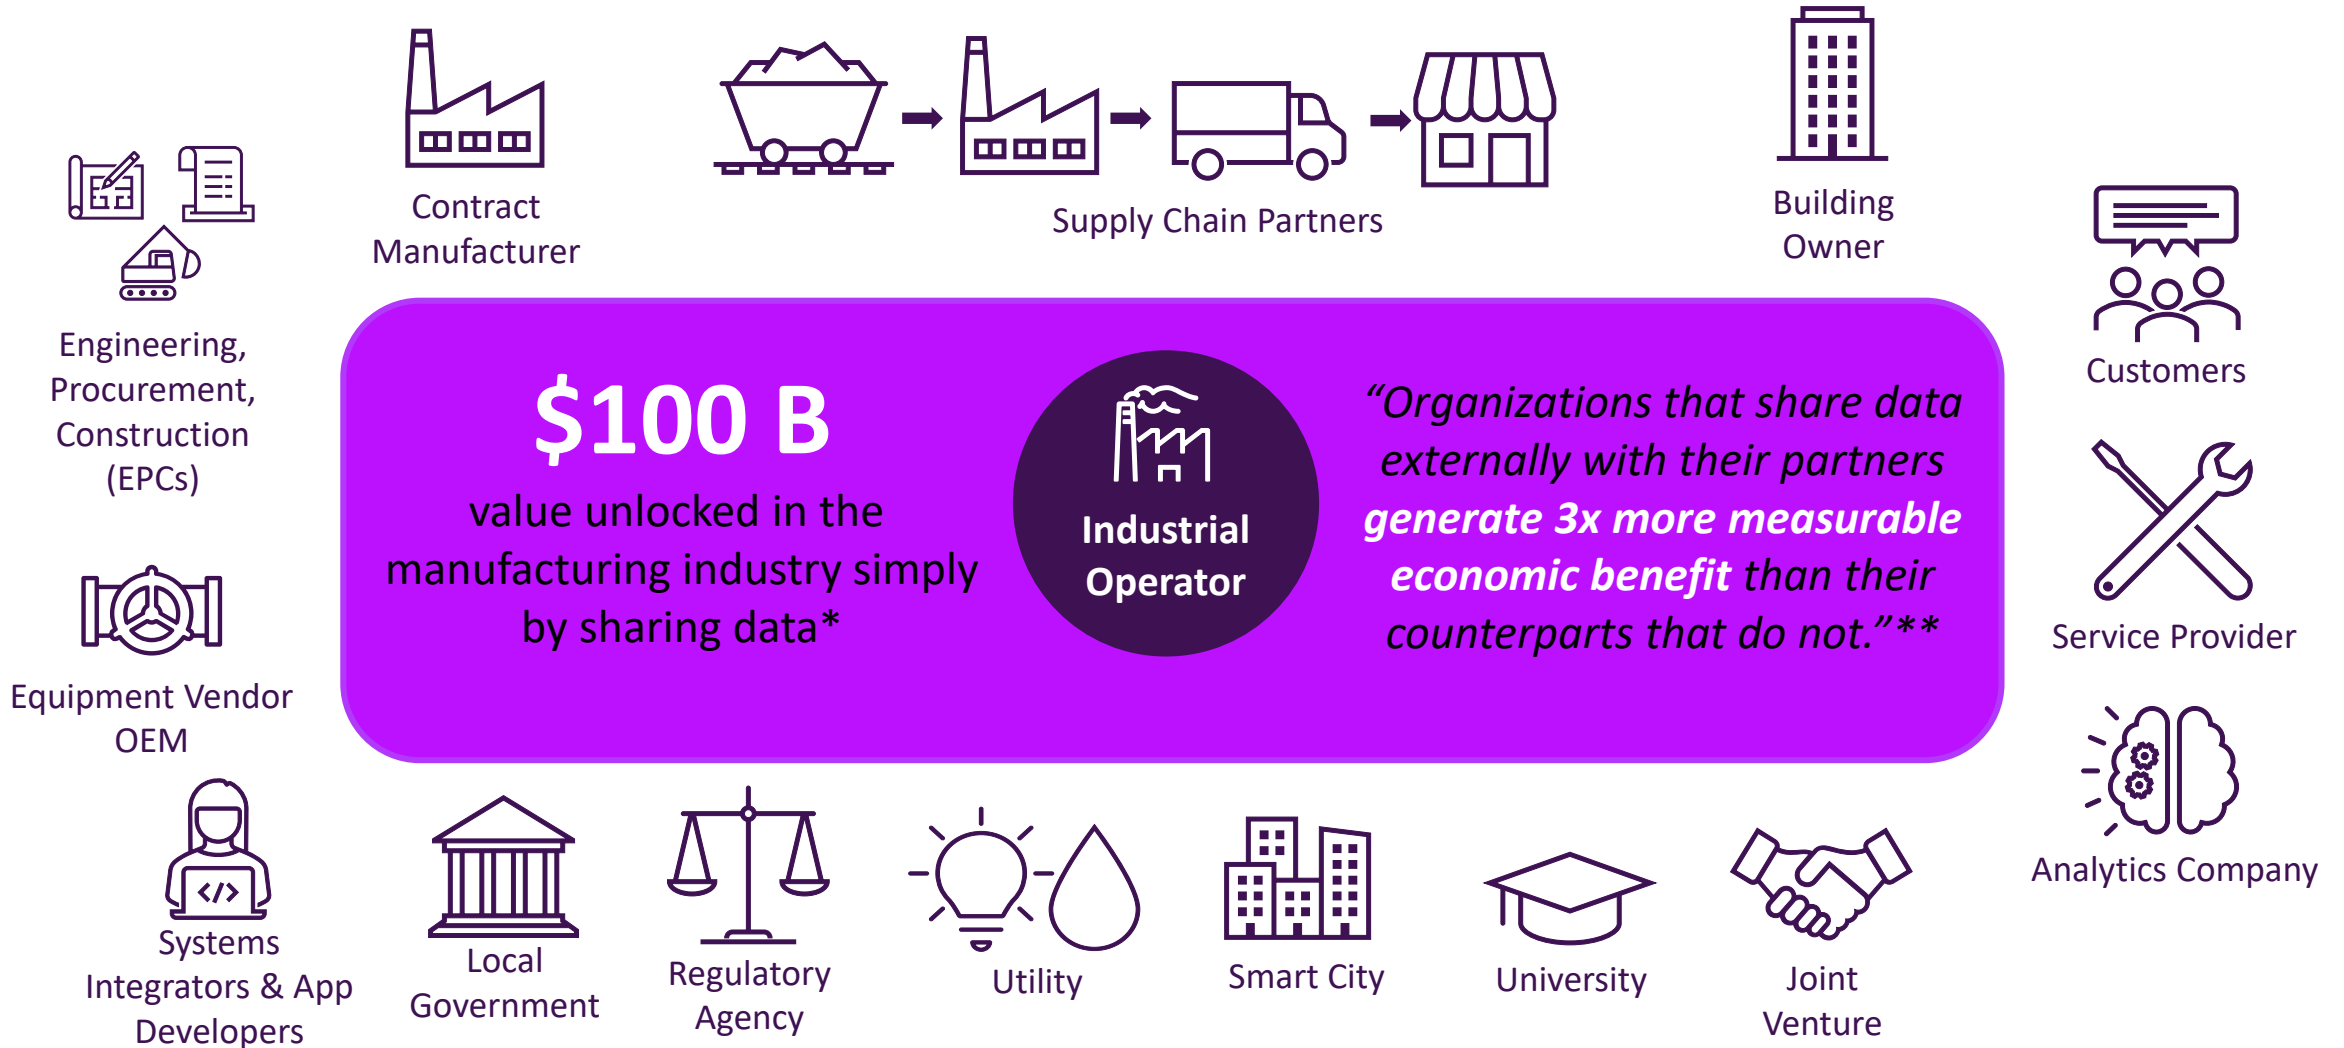 Contract
Manufacturer
Supply Chain Partners
Building
Owner
Engineering,
Procurement,
Construction
(EPCs)
Customers
$100 B
value unlocked in the
manufacturing industry simply
by sharing data*
Industrial
Operator
“Organizations that share data
externally with their partners
generate 3x more measurable
economic benefit than their
counterparts that do not.”**
Service Provider
Equipment Vendor
OEM
Analytics Company
</>
Systems
Integrators & App
Developers
Local
Government
Regulatory
Agency
Utility
Smart City
University
Joint
Venture